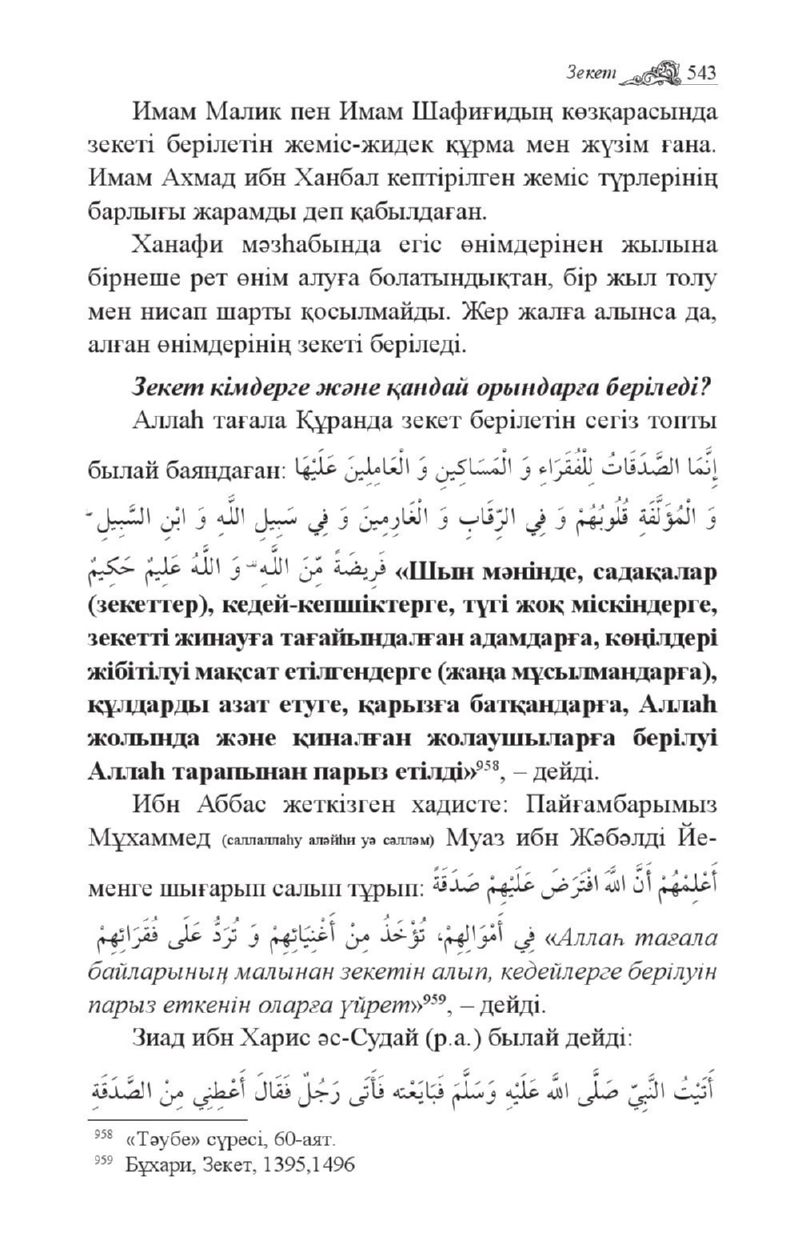 Зекет 543
Имам Малик пен Имам Шафиғидың көзқарасында
зекеті берілетін жеміс-жидек құрма мен жүзім ғана.
Имам Ахмад ибн Ханбал кептірілген жеміс түрлерінің
барлығы жарамды деп қабылдаған.
Ханафи мәзһабында егіс өнімдерінен жылына
бірнеше рет өнім алуға болатындықтан, бір жыл толу
мен нисап шарты қосылмайды. Жер жалға алынса да,
алған өнімдерінің зекеті беріледі.
Зекет кімдерге және қандай орындарға беріледі?
Аллаһ тағала Құранда зекет берілетін сегіз топты
былай баяндаған: إِنَّمَا الصَّدَقَاتُ لِلْفُقَرَاءِ وَ الْمَسَاكِينِ وَ الْعَامِلِينَ عَلَيْهَا
وَ الْمُؤَلَّفَةِ قُلُوبُهُمْ وَ فِي الرِّقَابِ وَ الْغَارِمِينَ وَ فِي سَبِيلِ اللَّهِ وَ ابْنِ السَّبِيلِ ۖ
فَرِيضَةً مِّنَ اللَّهِ ۗ وَ اللَّهُ عَلِيمٌ حَكِيمٌ «Шын мәнінде, садақалар
(зекеттер), кедей-кепшіктерге, түгі жоқ міскіндерге,
зекетті жинауға тағайындалған адамдарға, көңілдері
жібітілуі мақсат етілгендерге (жаңа мұсылмандарға),
құлдарды азат етуге, қарызға батқандарға, Аллаһ
жолында және қиналған жолаушыларға берілуі
Аллаһ тарапынан парыз етілді»⁹⁵⁸, – дейді.
Ибн Аббас жеткізген хадисте: Пайғамбарымыз
Мұхаммед (саллаллаһу аләйһи уә сәлләм) Муаз ибн Жәбәлді Йе-
менге шығарып салып тұрып: أَعْلِمْهُمْ أَنَّ اللهَ افْتَرَضَ عَلَيْهِمْ صَدَقَةً
فِي أَمْوَالِهِمْ، تُؤْخَذُ مِنْ أَغْنِيَائِهِمْ وَ تُرَدُّ عَلَى فُقَرَائِهِمْ «Аллаһ тағала
байларының малынан зекетін алып, кедейлерге берілуін
парыз еткенін оларға үйрет»⁹⁵⁹, – дейді.
Зиад ибн Харис әс-Судай (р.а.) былай дейді:
أَتَيْتُ النَّبِيَّ صَلَّى اللهُ عَلَيْهِ وَسَلَّمَ فَبَايَعْته فَأَتَى رَجُلٌ فَقَالَ أَعْطِنِي مِنْ الصَّدَقَةِ
⁹⁵⁸ «Тәубе» сүресі, 60-аят.
⁹⁵⁹ Бұхари, Зекет, 1395,1496